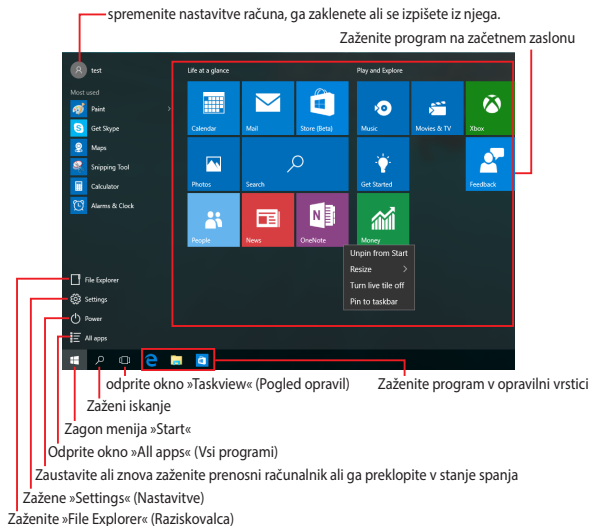 spremenite nastavitve računa, ga zaklenete ali se izpišete iz njega.
Zaženite program na začetnem zaslonu
test
Most used
Paint
Get Skype
Maps
Snipping Tool
Calculator
Alarms & Clock
File Explorer
Settings
Power
All apps
Life at a glance
Play and Explore
Calendar
Mail
Store (Beta)
Music
Movies & TV
Xbox
Photos
Search
Get Started
Feedback
People
News
OneNote
Money
Unpin from Start
Resize
Turn live tile off
Pin to taskbar
odprite okno »Taskview« (Pogled opravil)
Zaženite program v opravilni vrstici
Zaženi iskanje
Zagon menija »Start«
Odprite okno »All apps« (Vsi programi)
Zaustavite ali znova zaženite prenosni računalnik ali ga preklopite v stanje spanja
Zažene »Settings« (Nastavitve)
Zaženite »File Explorer« (Raziskovalca)